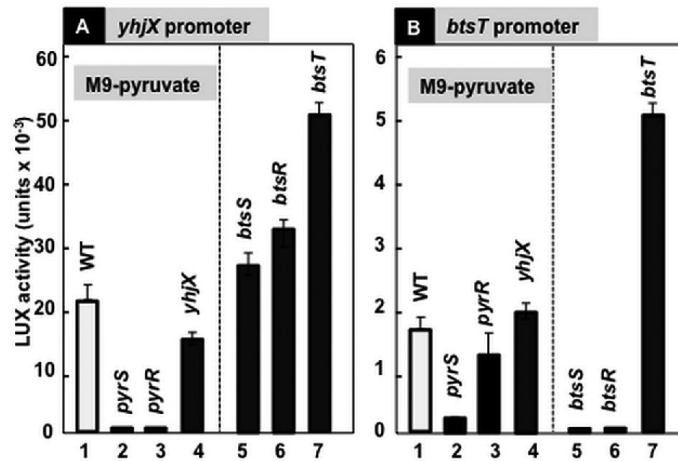 A yhjX promoter
M9-pyruvate
LUX activity (units x 10⁻³)
60
50
40
30
20
10
0
WT
pyrS
pyrR
yhjX
btsS
btsR
btsT
1 2 3 4 5 6 7
B btsT promoter
M9-pyruvate
6
5
4
3
2
1
0
WT
pyrS
pyrR
yhjX
btsS
btsR
btsT
1 2 3 4 5 6 7